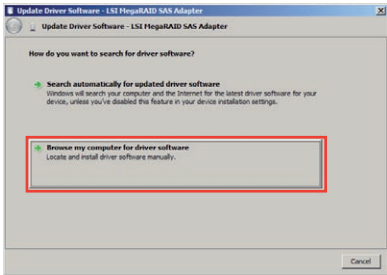 Update Driver Software - LSI MegaRAID SAS Adapter
Update Driver Software - LSI MegaRAID SAS Adapter
How do you want to search for driver software?
Search automatically for updated driver software
Windows will search your computer and the Internet for the latest driver software for your
device, unless you've disabled this feature in your device installation settings.
Browse my computer for driver software
Locate and install driver software manually.
Cancel